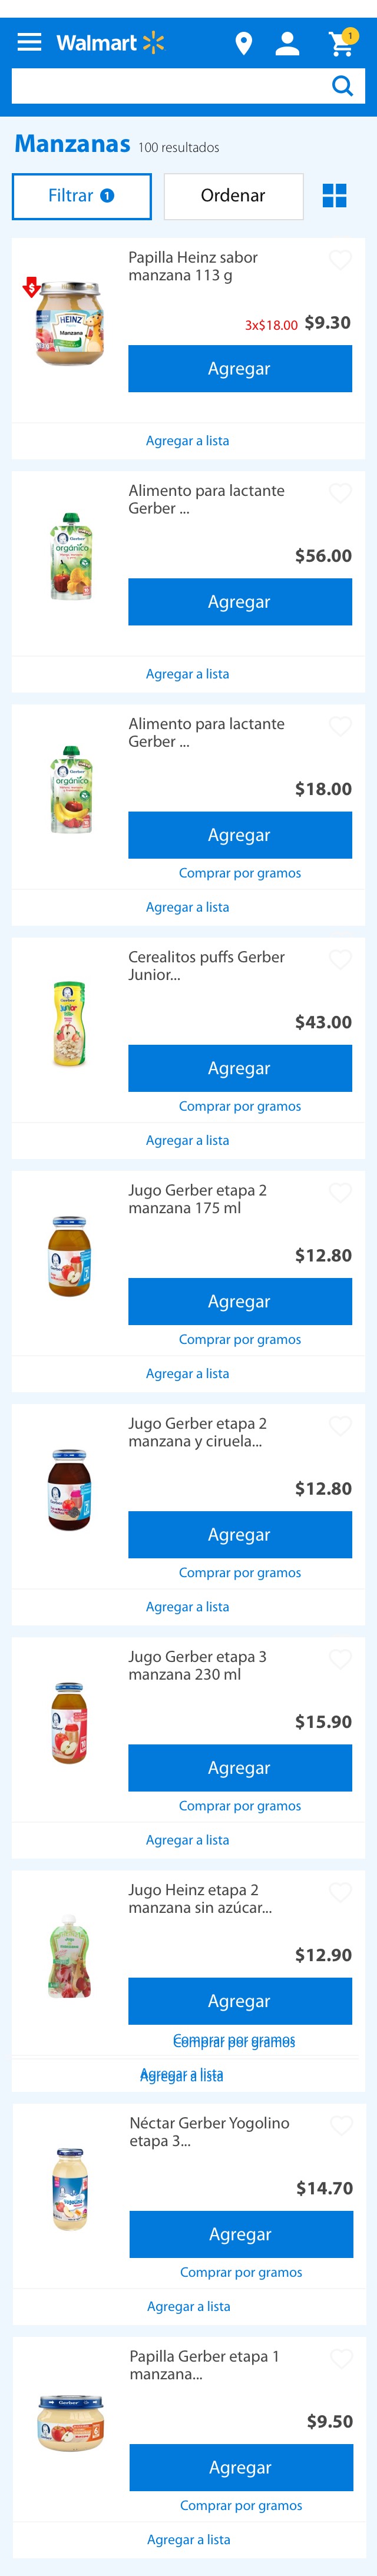 Walmart
1
Manzanas 100 resultados
Filtrar 1
Ordenar
Papilla Heinz sabor
manzana 113 g
3x$18.00 $9.30
HEINZ
Manzana
Agregar
Agregar a lista
Alimento para lactante
Gerber ...
$56.00
Gerber
orgánico
Agregar
Agregar a lista
Alimento para lactante
Gerber ...
$18.00
Gerber
orgánico
Agregar
Comprar por gramos
Agregar a lista
Cerealitos puffs Gerber
Junior...
$43.00
Agregar
Comprar por gramos
Agregar a lista
Jugo Gerber etapa 2
manzana 175 ml
$12.80
Agregar
Comprar por gramos
Agregar a lista
Jugo Gerber etapa 2
manzana y ciruela...
$12.80
Agregar
Comprar por gramos
Agregar a lista
Jugo Gerber etapa 3
manzana 230 ml
$15.90
Agregar
Comprar por gramos
Agregar a lista
Jugo Heinz etapa 2
manzana sin azúcar...
$12.90
Agregar
Comprar por gramos
Comprar por gramos
Agregar a lista
Agregar a lista
Néctar Gerber Yogolino
etapa 3...
$14.70
Agregar
Comprar por gramos
Agregar a lista
Papilla Gerber etapa 1
manzana...
$9.50
Gerber
Agregar
Comprar por gramos
Agregar a lista